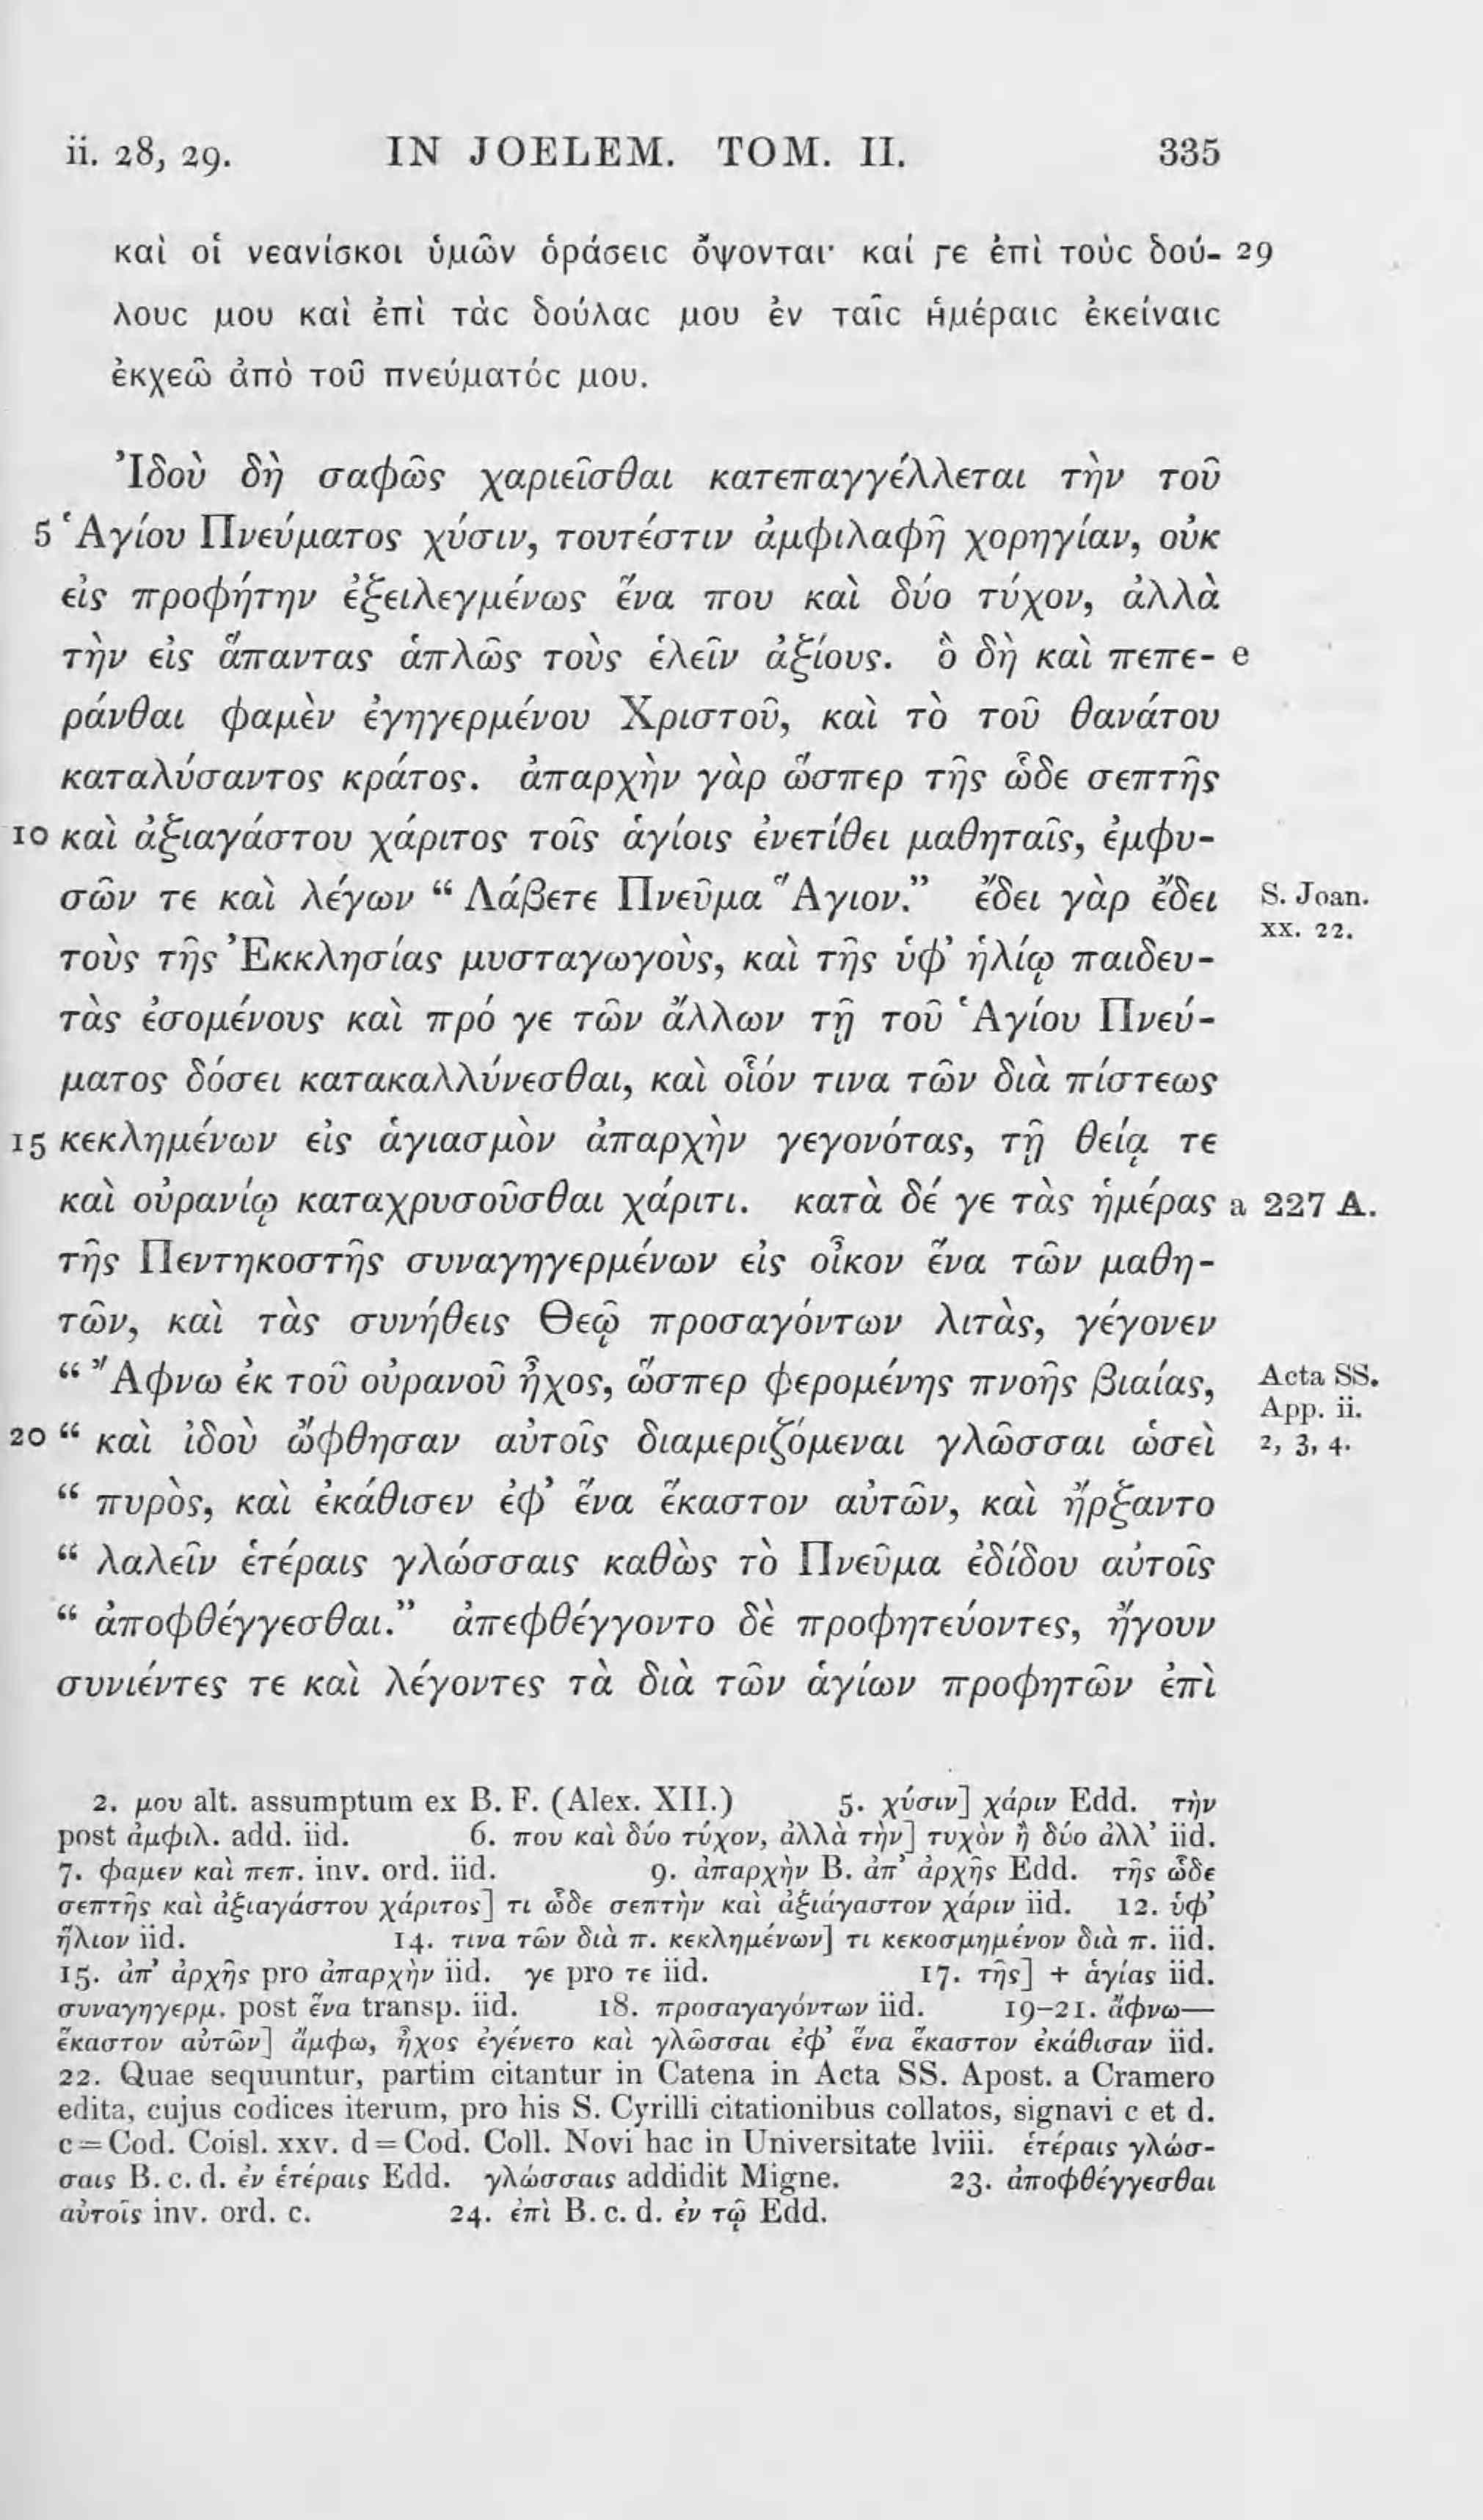 ii. 28, 29. IN JOELEM. TOM. II. 335
καὶ οἱ νεανίσκοι ὑμῶν ὁράσεις ὄψονται· καί γε ἐπὶ τοὺς δού- 29
λους μου καὶ ἐπὶ τὰς δούλας μου ἐν ταῖς ἡμέραις ἐκείναις
ἐκχεῶ ἀπὸ τοῦ πνεύματός μου.
Ἰδοὺ δὴ σαφῶς χαριεῖσθαι κατεπαγγέλλεται τὴν τοῦ
5 Ἁγίου Πνεύματος χύσιν, τουτέστιν ἀμφιλαφῆ χορηγίαν, οὐκ
εἰς προφήτην ἐξειλεγμένως ἕνα που καὶ δύο τύχον, ἀλλὰ
τὴν εἰς ἅπαντας ἁπλῶς τοὺς ἑλεῖν ἀξίους. ὃ δὴ καὶ πεπε- e
ράνθαι φαμὲν ἐγηγερμένου Χριστοῦ, καὶ τὸ τοῦ θανάτου
καταλύσαντος κράτος. ἀπαρχὴν γὰρ ὥσπερ τῆς ὧδε σεπτῆς
10 καὶ ἀξιαγάστου χάριτος τοῖς ἁγίοις ἐνετίθει μαθηταῖς, ἐμφυ-
σῶν τε καὶ λέγων “ Λάβετε Πνεῦμα Ἅγιον.” ἔδει γὰρ ἔδει S. Joan.
xx. 22.
τοὺς τῆς Ἐκκλησίας μυσταγωγοὺς, καὶ τῆς ὑφ’ ἡλίῳ παιδευ-
τὰς ἐσομένους καὶ πρό γε τῶν ἄλλων τῇ τοῦ Ἁγίου Πνεύ-
ματος δόσει κατακαλλύνεσθαι, καὶ οἷόν τινα τῶν διὰ πίστεως
15 κεκλημένων εἰς ἁγιασμὸν ἀπαρχὴν γεγονότας, τῇ θείᾳ τε
καὶ οὐρανίῳ καταχρυσοῦσθαι χάριτι. κατὰ δέ γε τὰς ἡμέρας a 227 A.
τῆς Πεντηκοστῆς συναγηγερμένων εἰς οἶκον ἕνα τῶν μαθη-
τῶν, καὶ τὰς συνήθεις Θεῷ προσαγόντων λιτὰς, γέγονεν
“ Ἄφνω ἐκ τοῦ οὐρανοῦ ἦχος, ὥσπερ φερομένης πνοῆς βιαίας, Acta SS.
App. ii.
20 “ καὶ ἰδοὺ ὤφθησαν αὐτοῖς διαμεριζόμεναι γλῶσσαι ὡσεὶ 2, 3, 4.
“ πυρὸς, καὶ ἐκάθισεν ἐφ’ ἕνα ἕκαστον αὐτῶν, καὶ ἤρξαντο
“ λαλεῖν ἑτέραις γλώσσαις καθὼς τὸ Πνεῦμα ἐδίδου αὐτοῖς
“ ἀποφθέγγεσθαι.” ἀπεφθέγγοντο δὲ προφητεύοντες, ἤγουν
συνιέντες τε καὶ λέγοντες τὰ διὰ τῶν ἁγίων προφητῶν ἐπὶ
2. μου alt. assumptum ex B. F. (Alex. XII.) 5. χύσιν] χάριν Edd. τὴν
post ἀμφιλ. add. iid. 6. που καὶ δύο τύχον, ἀλλὰ τὴν] τυχὸν ἢ δύο ἀλλ’ iid.
7. φαμεν καὶ πεπ. inv. ord. iid. 9. ἀπαρχὴν B. ἀπ’ ἀρχῆς Edd. τῆς ὧδε
σεπτῆς καὶ ἀξιαγάστου χάριτος] τι ὧδε σεπτὴν καὶ ἀξιάγαστον χάριν iid. 12. ὑφ’
ἥλιον iid. 14. τινα τῶν διὰ π. κεκλημένων] τι κεκοσμημένον διὰ π. iid.
15. ἀπ’ ἀρχῆς pro ἀπαρχὴν iid. γε pro τε iid. 17. τῆς] + ἁγίας iid.
συναγηγερμ. post ἕνα transp. iid. 18. προσαγαγόντων iid. 19–21. ἄφνω—
ἕκαστον αὐτῶν] ἄμφω, ἦχος ἐγένετο καὶ γλῶσσαι ἐφ’ ἕνα ἕκαστον ἐκάθισαν iid.
22. Quae sequuntur, partim citantur in Catena in Acta SS. Apost. a Cramero
edita, cujus codices iterum, pro his S. Cyrilli citationibus collatos, signavi c et d.
c = Cod. Coisl. xxv. d = Cod. Coll. Novi hac in Universitate lviii. ἑτέραις γλώσ-
σαις B. c. d. ἐν ἑτέραις Edd. γλώσσαις addidit Migne. 23. ἀποφθέγγεσθαι
αὐτοῖς inv. ord. c. 24. ἐπὶ B. c. d. ἐν τῷ Edd.